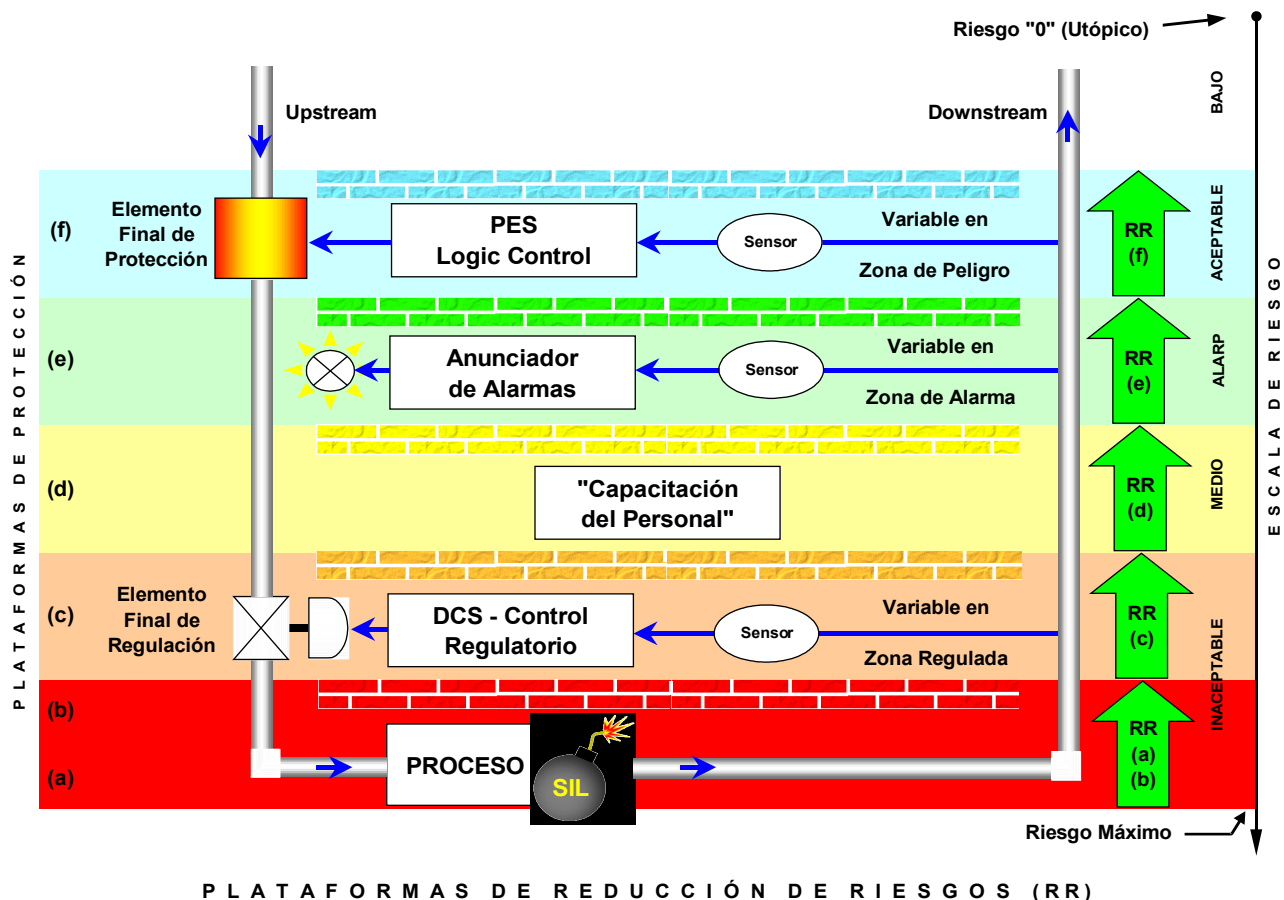 Riesgo "0" (Utópico)
Upstream
Downstream
BAJO
PLATAFORMAS DE PROTECCIÓN
ESCALA DE RIESGO
(f)
Elemento
Final de
Protección
PES
Logic Control
Sensor
Variable en
Zona de Peligro
RR
(f)
ACEPTABLE
(e)
Anunciador
de Alarmas
Sensor
Variable en
Zona de Alarma
RR
(e)
ALARP
(d)
"Capacitación
del Personal"
RR
(d)
MEDIO
(c)
Elemento
Final de
Regulación
DCS - Control
Regulatorio
Sensor
Variable en
Zona Regulada
RR
(c)
INACEPTABLE
(b)
(a)
PROCESO
SIL
RR
(a)
(b)
Riesgo Máximo
PLATAFORMAS DE REDUCCIÓN DE RIESGOS (RR)